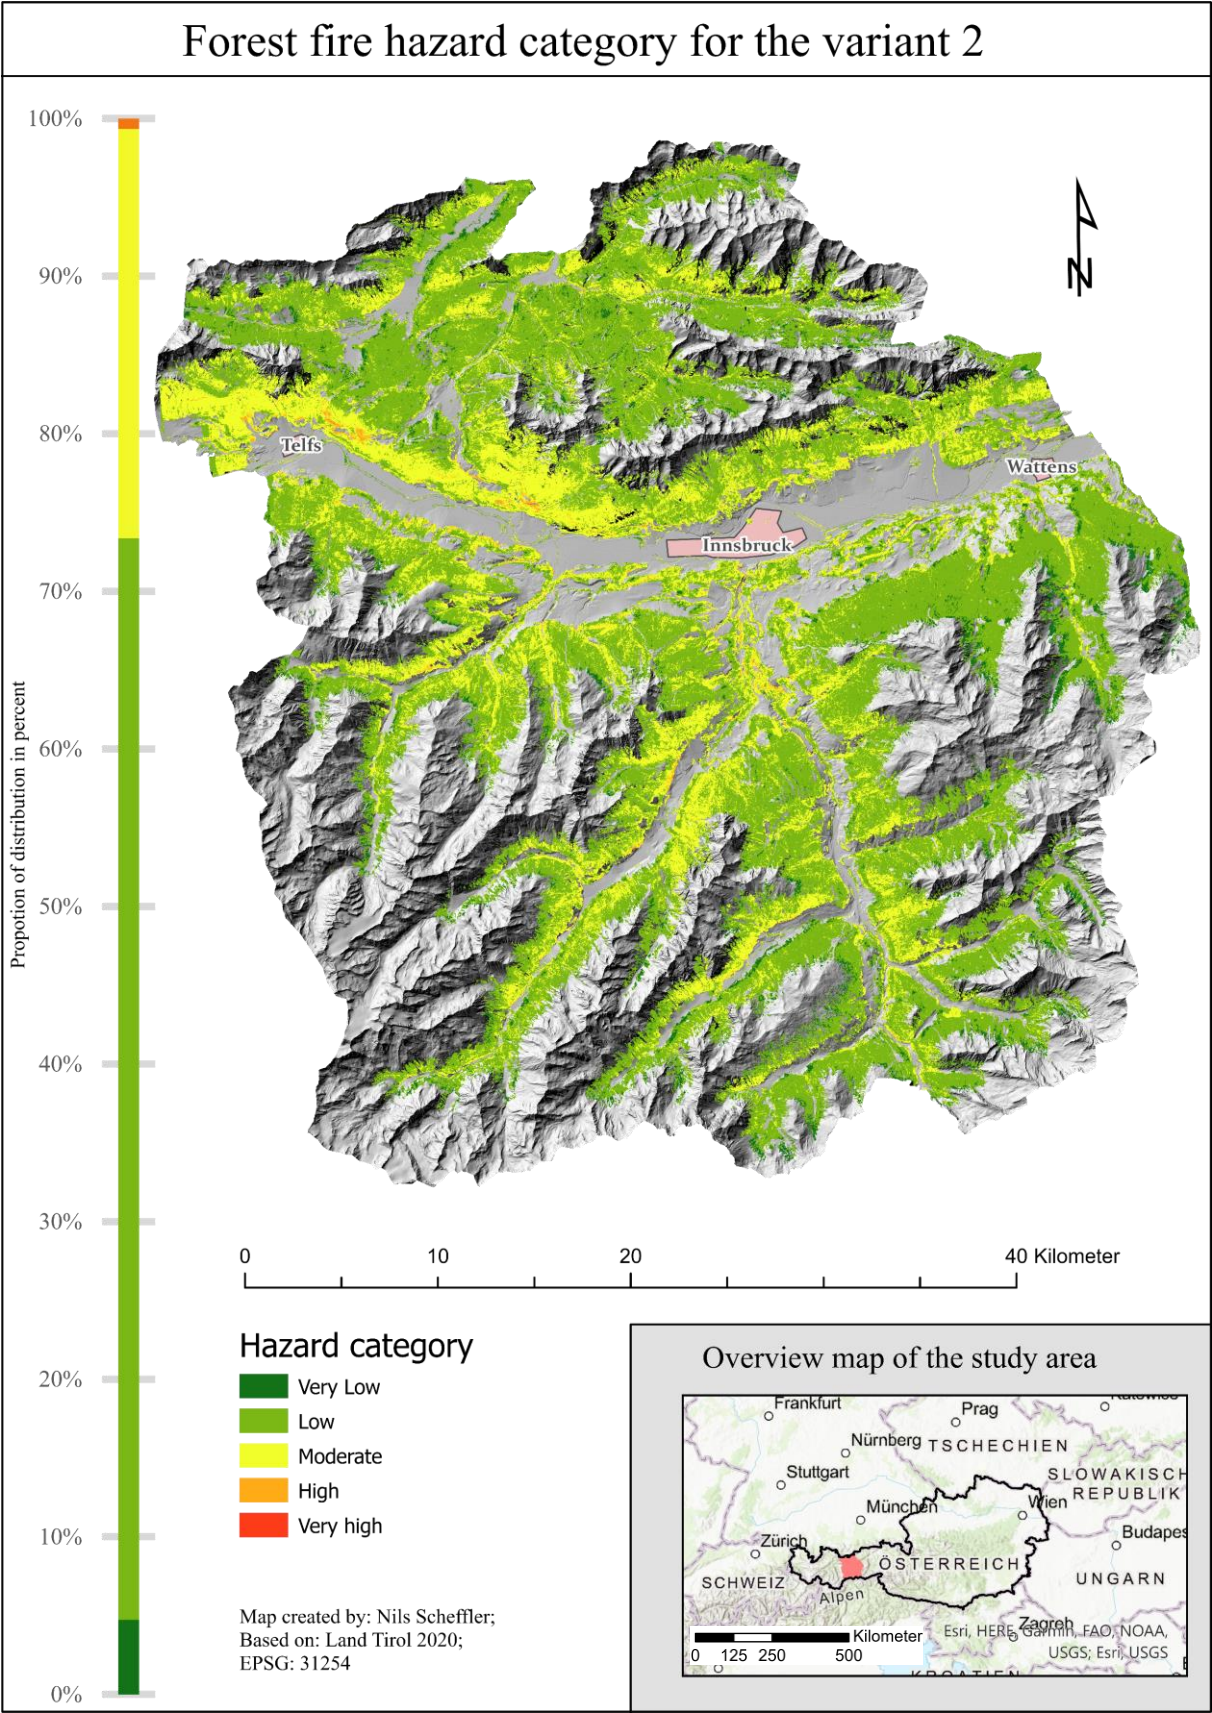 Forest fire hazard category for the variant 2
100%
90%
80%
70%
60%
50%
40%
30%
20%
10%
0%
Propotion of distribution in percent
N
Telfs
Wattens
Innsbruck
0 10 20 40 Kilometer
Hazard category
Very Low
Low
Moderate
High
Very high
Map created by: Nils Scheffler;
Based on: Land Tirol 2020;
EPSG: 31254
Overview map of the study area
Frankfurt
Prag
Nürnberg
TSCHECHIEN
Stuttgart
SLOWAKISCH
REPUBLIK
München
Wien
Zürich
Budapes
ÖSTERREICH
SCHWEIZ
UNGARN
Alpen
Zagreb
Esri, HERE, Garmin, FAO, NOAA,
USGS; Esri, USGS
Kilometer
0 125 250 500